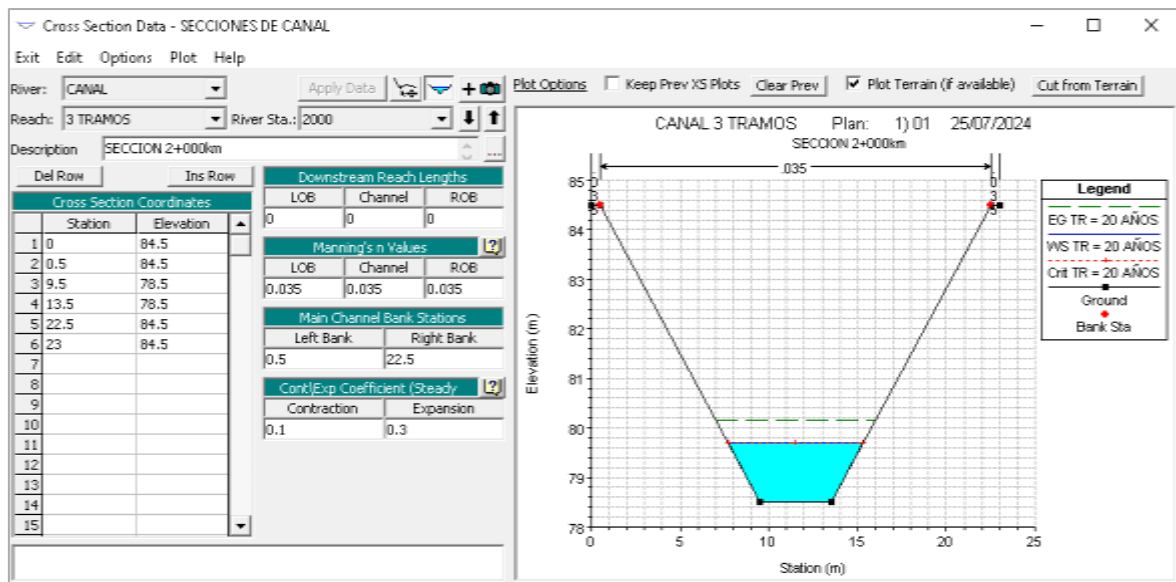 Cross Section Data - SECCIONES DE CANAL
Exit Edit Options Plot Help
River: CANAL Apply Data
Reach: 3 TRAMOS River Sta.: 2000
Description SECCION 2+000km ...
Del Row Ins Row
Cross Section Coordinates
Station Elevation
1 0 84.5
2 0.5 84.5
3 9.5 78.5
4 13.5 78.5
5 22.5 84.5
6 23 84.5
7
8
9
10
11
12
13
14
15
Downstream Reach Lengths
LOB Channel ROB
0 0 0
Manning's n Values
LOB Channel ROB
0.035 0.035 0.035
Main Channel Bank Stations
Left Bank Right Bank
0.5 22.5
Cont\Exp Coefficient (Steady
Contraction Expansion
0.1 0.3
Plot Options Keep Prev XS Plots Clear Prev Plot Terrain (if available) Cut from Terrain
CANAL 3 TRAMOS Plan: 1) 01 25/07/2024
SECCION 2+000km
.035
85
84
83
82
81
80
79
78
0 5 10 15 20 25
Elevation (m)
Station (m)
Legend
EG TR = 20 AÑOS
WS TR = 20 AÑOS
Crit TR = 20 AÑOS
Ground
Bank Sta